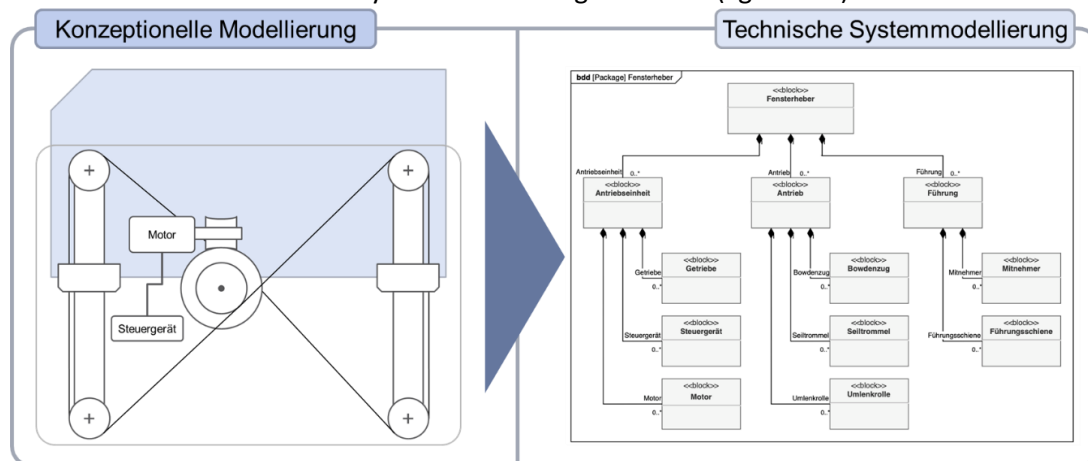 Konzeptionelle Modellierung
Technische Systemmodellierung
Motor
Steuergerät
bdd [Package] Fensterheber
<<block>>
Fensterheber
Antriebseinheit 0..*
Antrieb 0..*
Führung 0..*
<<block>>
Antriebseinheit
<<block>>
Antrieb
<<block>>
Führung
Getriebe
0..*
<<block>>
Getriebe
Bowdenzug
0..*
<<block>>
Bowdenzug
Mitnehmer
0..*
<<block>>
Mitnehmer
Steuergerät
0..*
<<block>>
Steuergerät
Seiltrommel
0..*
<<block>>
Seiltrommel
Führungsschiene
0..*
<<block>>
Führungsschiene
Motor
0..*
<<block>>
Motor
Umlenkrolle
0..*
<<block>>
Umlenkrolle